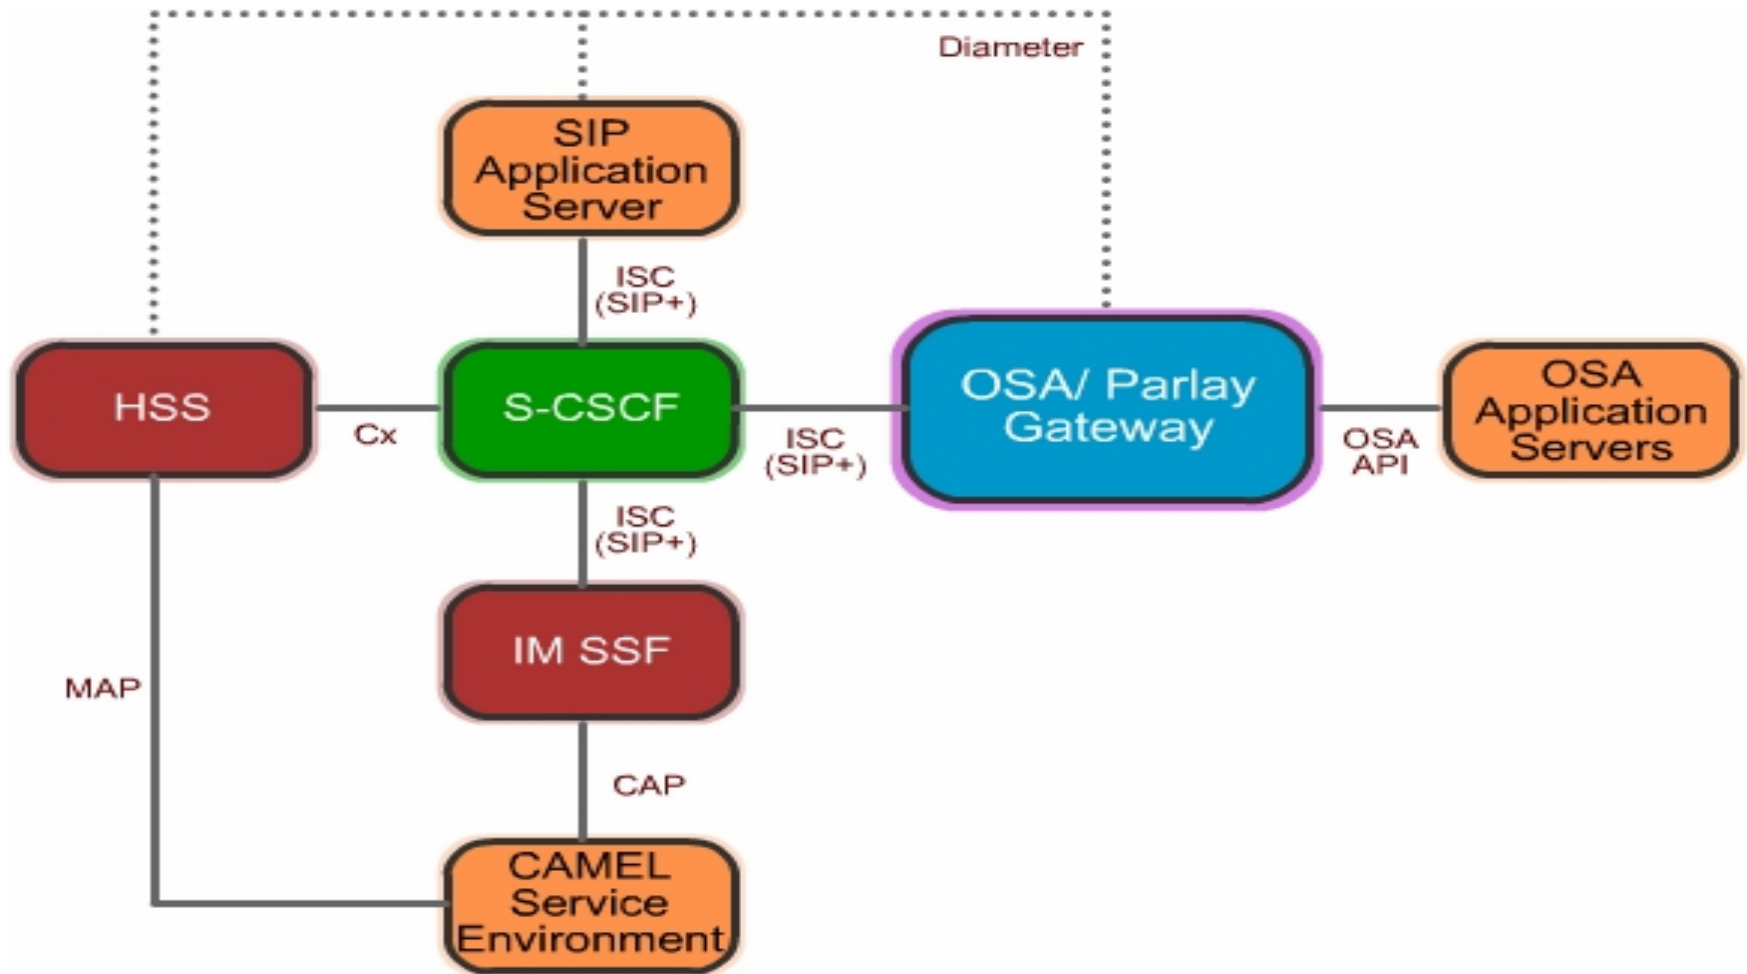 Diameter
SIP
Application
Server
ISC
(SIP+)
HSS
Cx
S-CSCF
ISC
(SIP+)
OSA/ Parlay
Gateway
OSA
API
OSA
Application
Servers
ISC
(SIP+)
IM SSF
MAP
CAP
CAMEL
Service
Environment